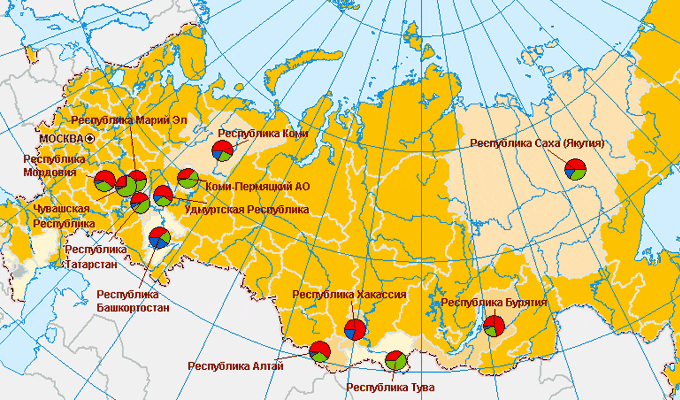 Республика Марий Эл
МОСКВА
Республика Коми
Республика Саха (Якутия)
Республика
Мордовия
Коми-Пермяцкий АО
Чувашская
Республика
Удмуртская Республика
Республика
Татарстан
Республика
Башкортостан
Республика Хакассия
Республика Бурятия
Республика Алтай
Республика Тува